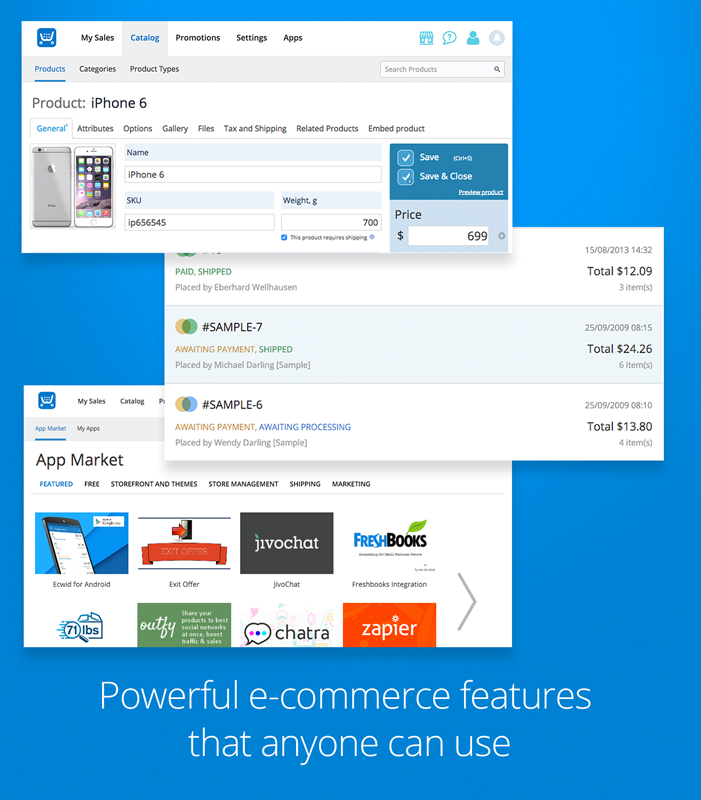 My Sales Catalog Promotions Settings Apps
Products Categories Product Types Search Products
Product: iPhone 6
General* Attributes Options Gallery Files Tax and Shipping Related Products Embed product
Name
iPhone 6
SKU Weight, g
ip656545 700
This product requires shipping
Save (Ctrl+S)
Save & Close
Preview product
Price
$ 699
15/08/2013 14:32
PAID, SHIPPED Total $12.09
Placed by Eberhard Wellhausen 3 item(s)
#SAMPLE-7 25/09/2009 08:15
AWAITING PAYMENT, SHIPPED Total $24.26
Placed by Michael Darling [Sample] 6 item(s)
#SAMPLE-6 25/09/2009 08:10
AWAITING PAYMENT, AWAITING PROCESSING Total $13.80
Placed by Wendy Darling [Sample] 4 item(s)
My Sales Catalog
App Market My Apps
App Market
FEATURED FREE STOREFRONT AND THEMES STORE MANAGEMENT SHIPPING MARKETING
Google play
EXIT OFFER
jivochat
FRESHBOOKS
Accounting for Small Business Owners
Ecwid for Android Exit Offer JivoChat Freshbooks Integration
71lbs
outfy
Share your
products to best
social networks
at once, boost
traffic & sales
chatra
zapier
Powerful e-commerce features
that anyone can use